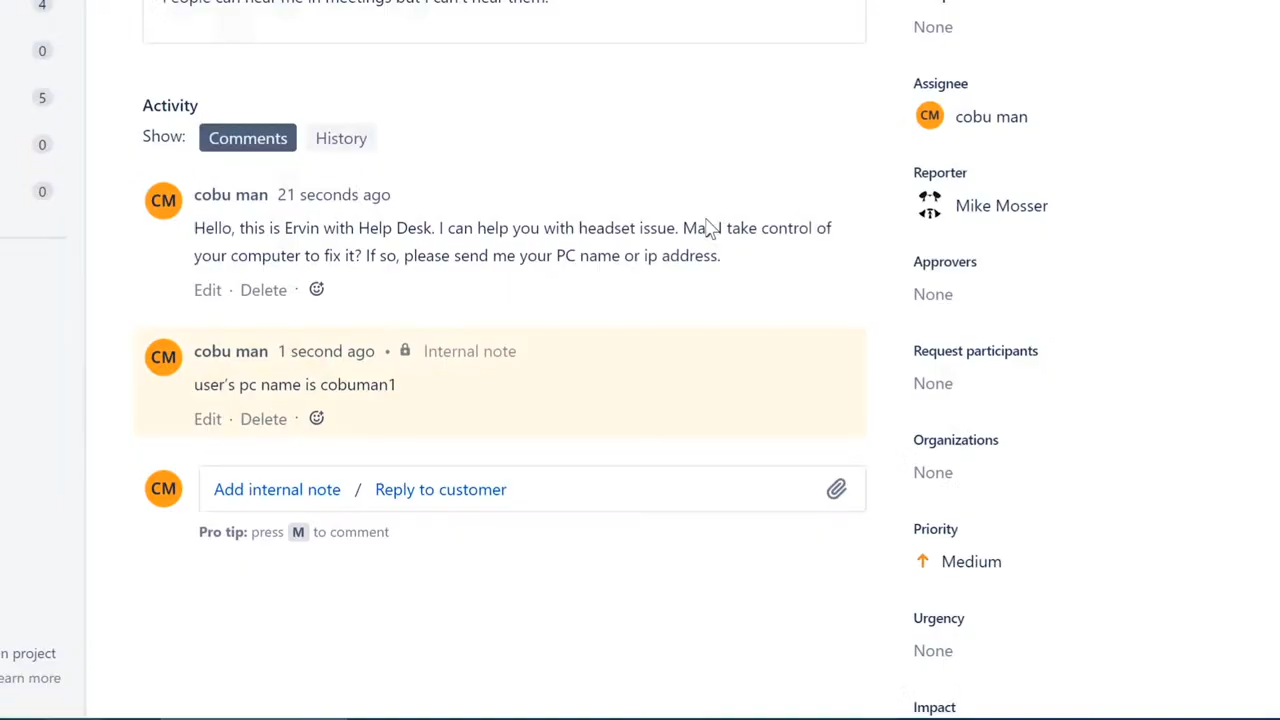 4
0
5
0
0
n project
earn more
Activity
Show: Comments History
CM cobu man 21 seconds ago
Hello, this is Ervin with Help Desk. I can help you with headset issue. May I take control of
your computer to fix it? If so, please send me your PC name or ip address.
Edit · Delete ·
CM cobu man 1 second ago • Internal note
user's pc name is cobuman1
Edit · Delete ·
CM Add internal note / Reply to customer
Pro tip: press M to comment
None
Assignee
CM cobu man
Reporter
Mike Mosser
Approvers
None
Request participants
None
Organizations
None
Priority
Medium
Urgency
None
Impact